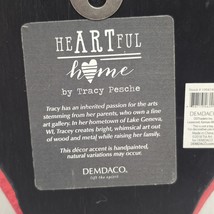 HEARTFUL
home
by Tracy Pesche
Tracy has an inherited passion for the arts
stemming from her parents, who own a fine
art gallery. In her hometown of Lake Geneva,
WI, Tracy creates bright, whimsical art out
of wood and metal while raising her family.
This décor accent is handpainted,
natural variations may occur.
DEMDACO.
lift the spirit
DEMDACO.